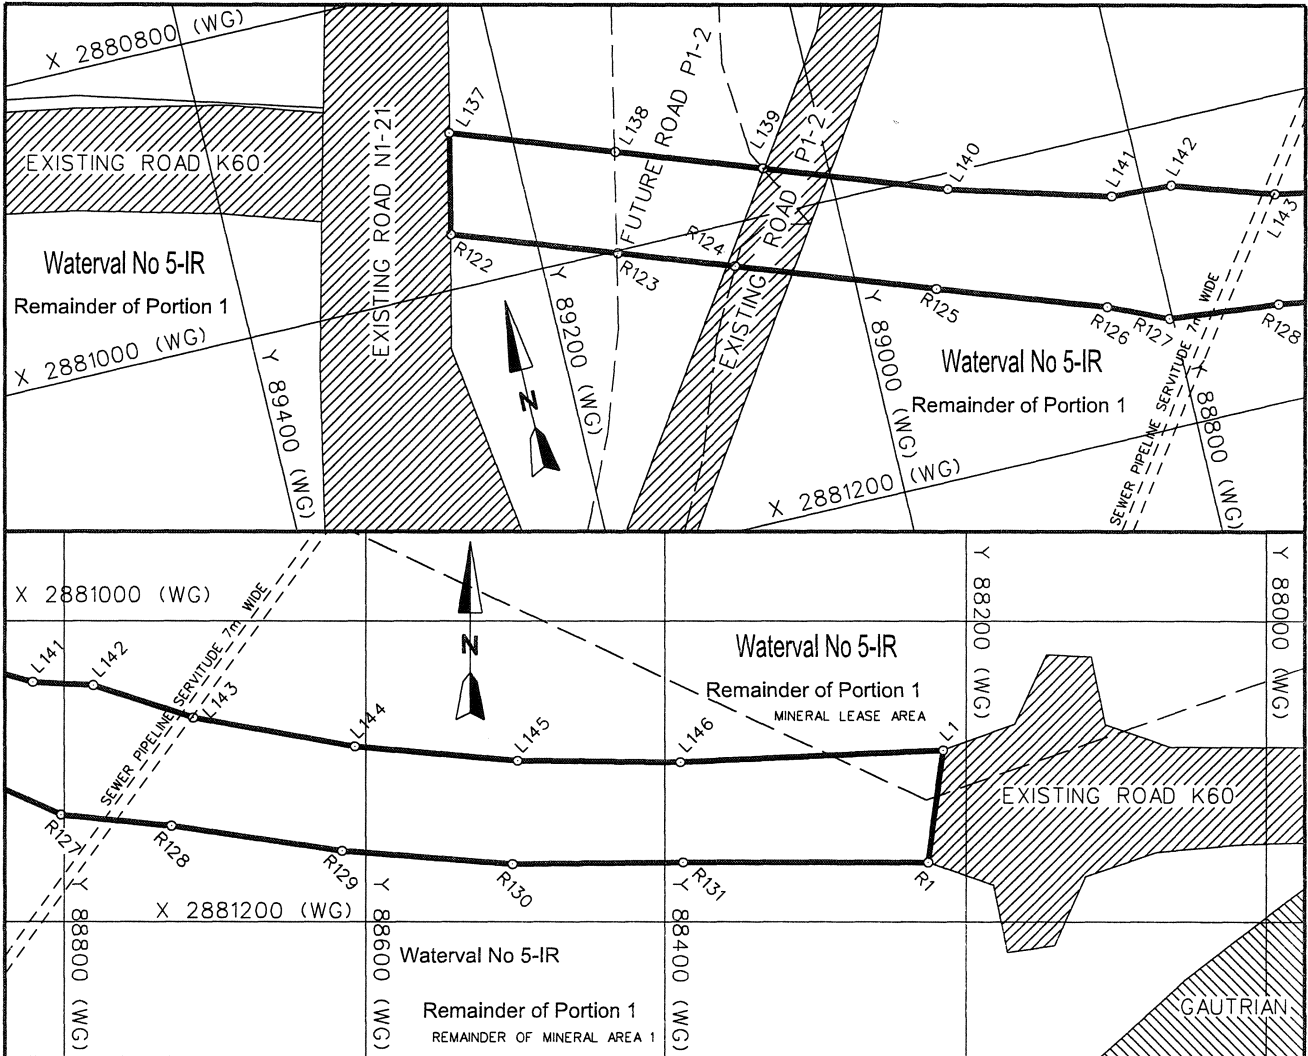 X 2880800 (WG)
EXISTING ROAD K60
Waterval No 5-IR
Remainder of Portion 1
X 2881000 (WG)
Y 89400 (WG)
EXISTING ROAD N1-21
L137
L138
FUTURE ROAD P1-2
L139
EXISTING ROAD P1-2
L140
L141
L142
L143
R122
R123
R124
R125
R126
R127
R128
N
Y 89200 (WG)
Y 89000 (WG)
Waterval No 5-IR
Remainder of Portion 1
X 2881200 (WG)
SEWER PIPELINE SERVITUDE 7m WIDE
Y 88800 (WG)
X 2881000 (WG)
L141
L142
L143
L144
L145
L146
L1
SEWER PIPELINE SERVITUDE 7m WIDE
N
Waterval No 5-IR
Remainder of Portion 1
MINERAL LEASE AREA
Y 88200 (WG)
Y 88000 (WG)
EXISTING ROAD K60
R127
R128
R129
R130
R131
R1
Y 88800 (WG)
X 2881200 (WG)
Y 88600 (WG)
Y 88400 (WG)
Waterval No 5-IR
Remainder of Portion 1
REMAINDER OF MINERAL AREA 1
GAUTRIAN